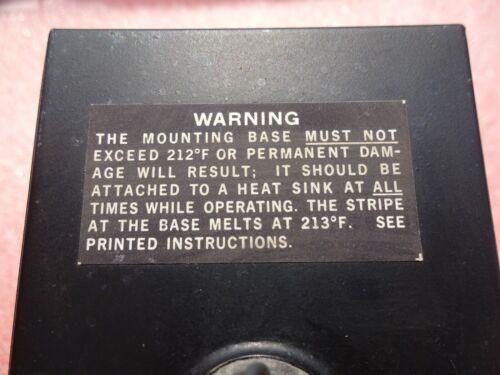 WARNING
THE MOUNTING BASE MUST NOT
EXCEED 212°F OR PERMANENT DAM-
AGE WILL RESULT; IT SHOULD BE
ATTACHED TO A HEAT SINK AT ALL
TIMES WHILE OPERATING. THE STRIPE
AT THE BASE MELTS AT 213°F. SEE
PRINTED INSTRUCTIONS.